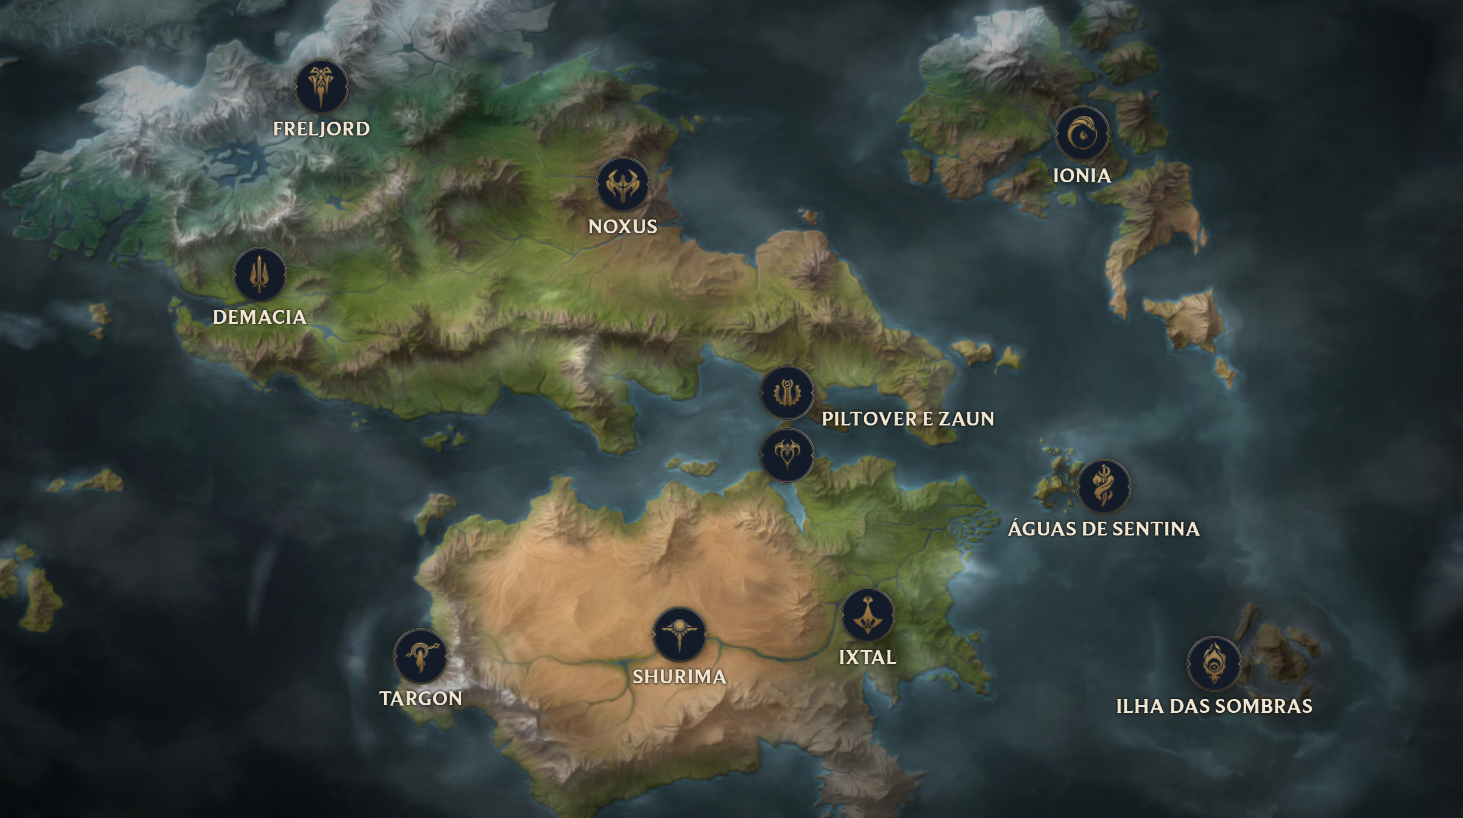 FRELJORD
IONIA
NOXUS
DEMACIA
PILTOVER E ZAUN
ÁGUAS DE SENTINA
IXTAL
SHURIMA
TARGON
ILHA DAS SOMBRAS